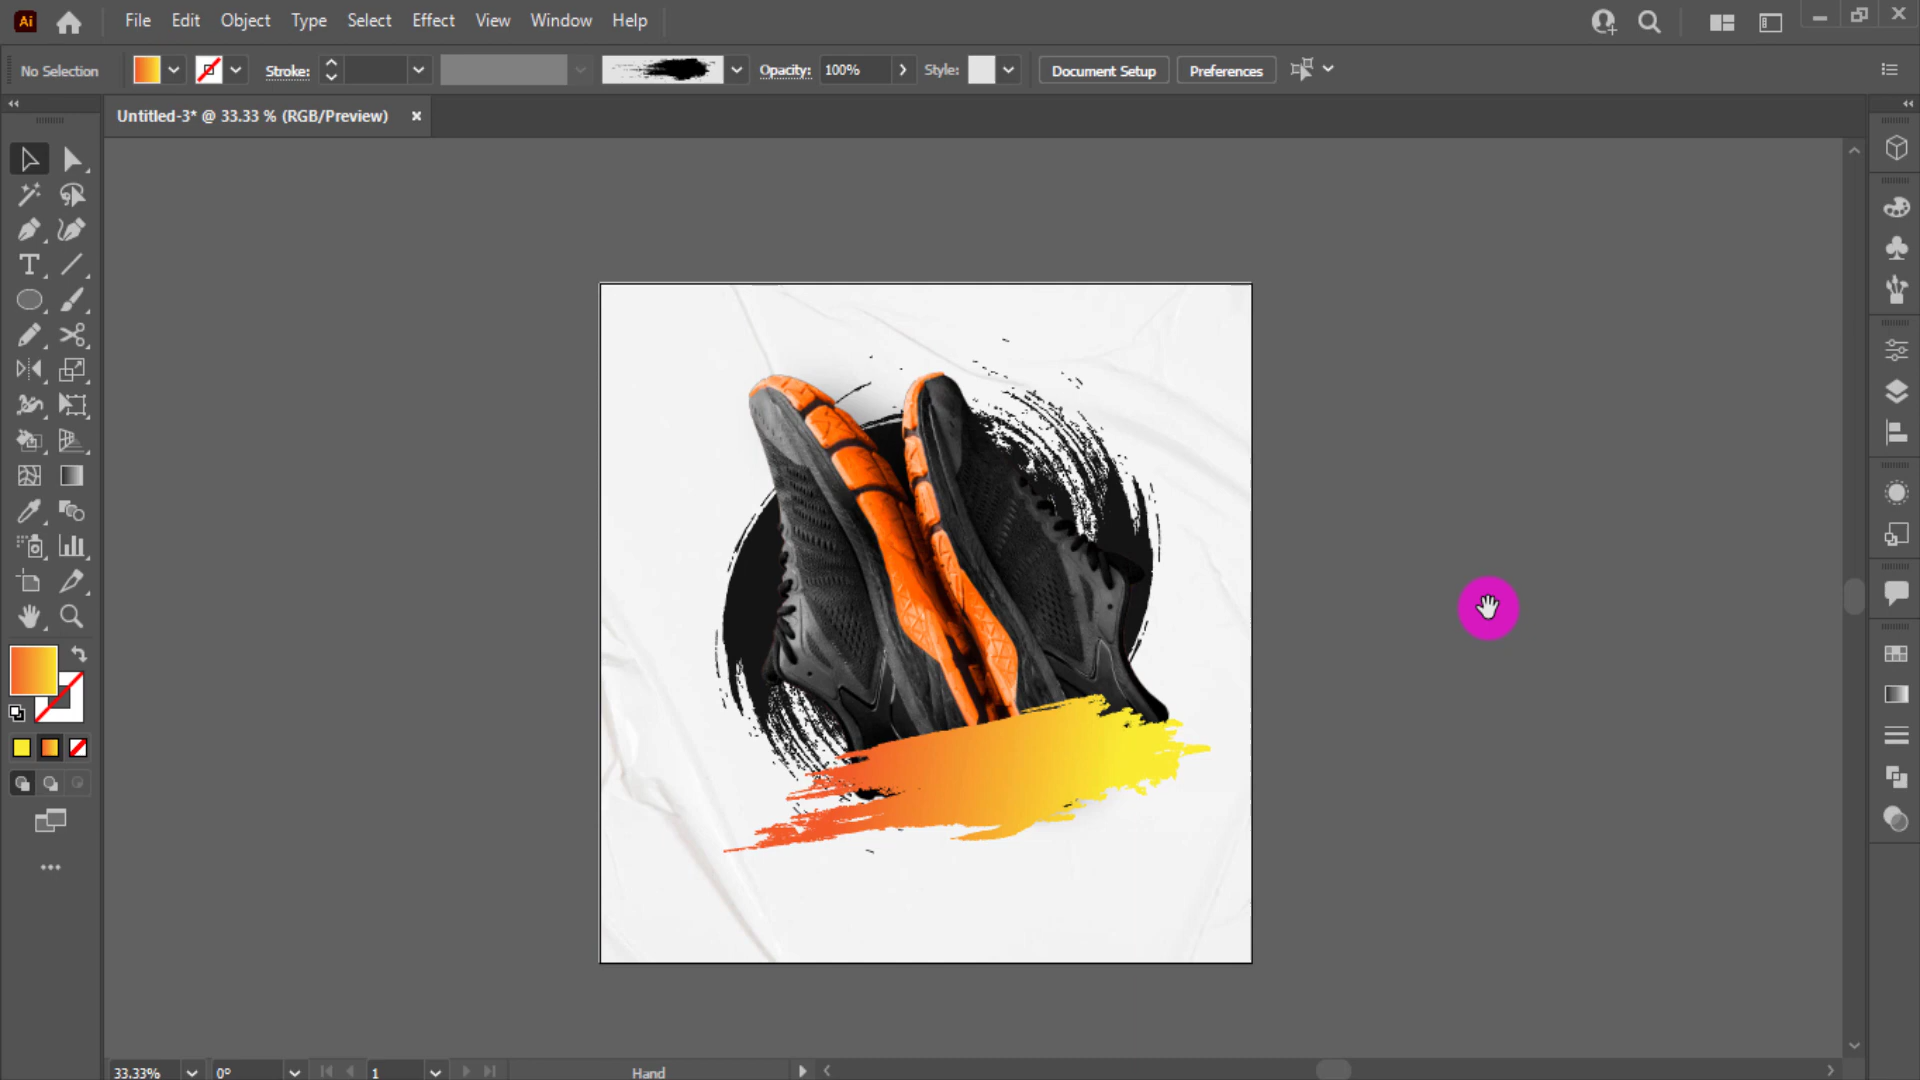 Ai
File Edit Object Type Select Effect View Window Help
No Selection Stroke: Opacity: 100% Style: Document Setup Preferences
Untitled-3* @ 33.33 % (RGB/Preview) ×
T
33.33% 0° 1 Hand